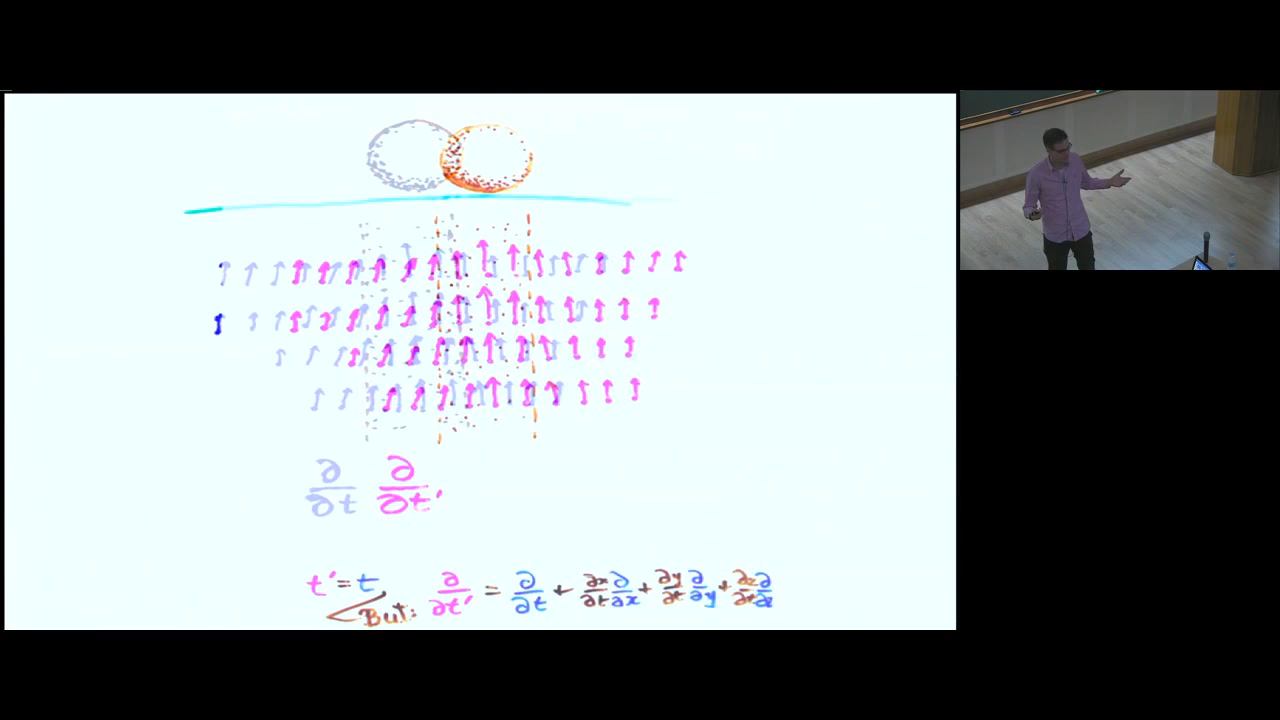 ∂/∂t ∂/∂t′
t′ = t ∂/∂t′ = ∂/∂t + ∂x/∂t ∂/∂x + ∂y/∂t ∂/∂y + ∂z/∂t ∂/∂z
But: